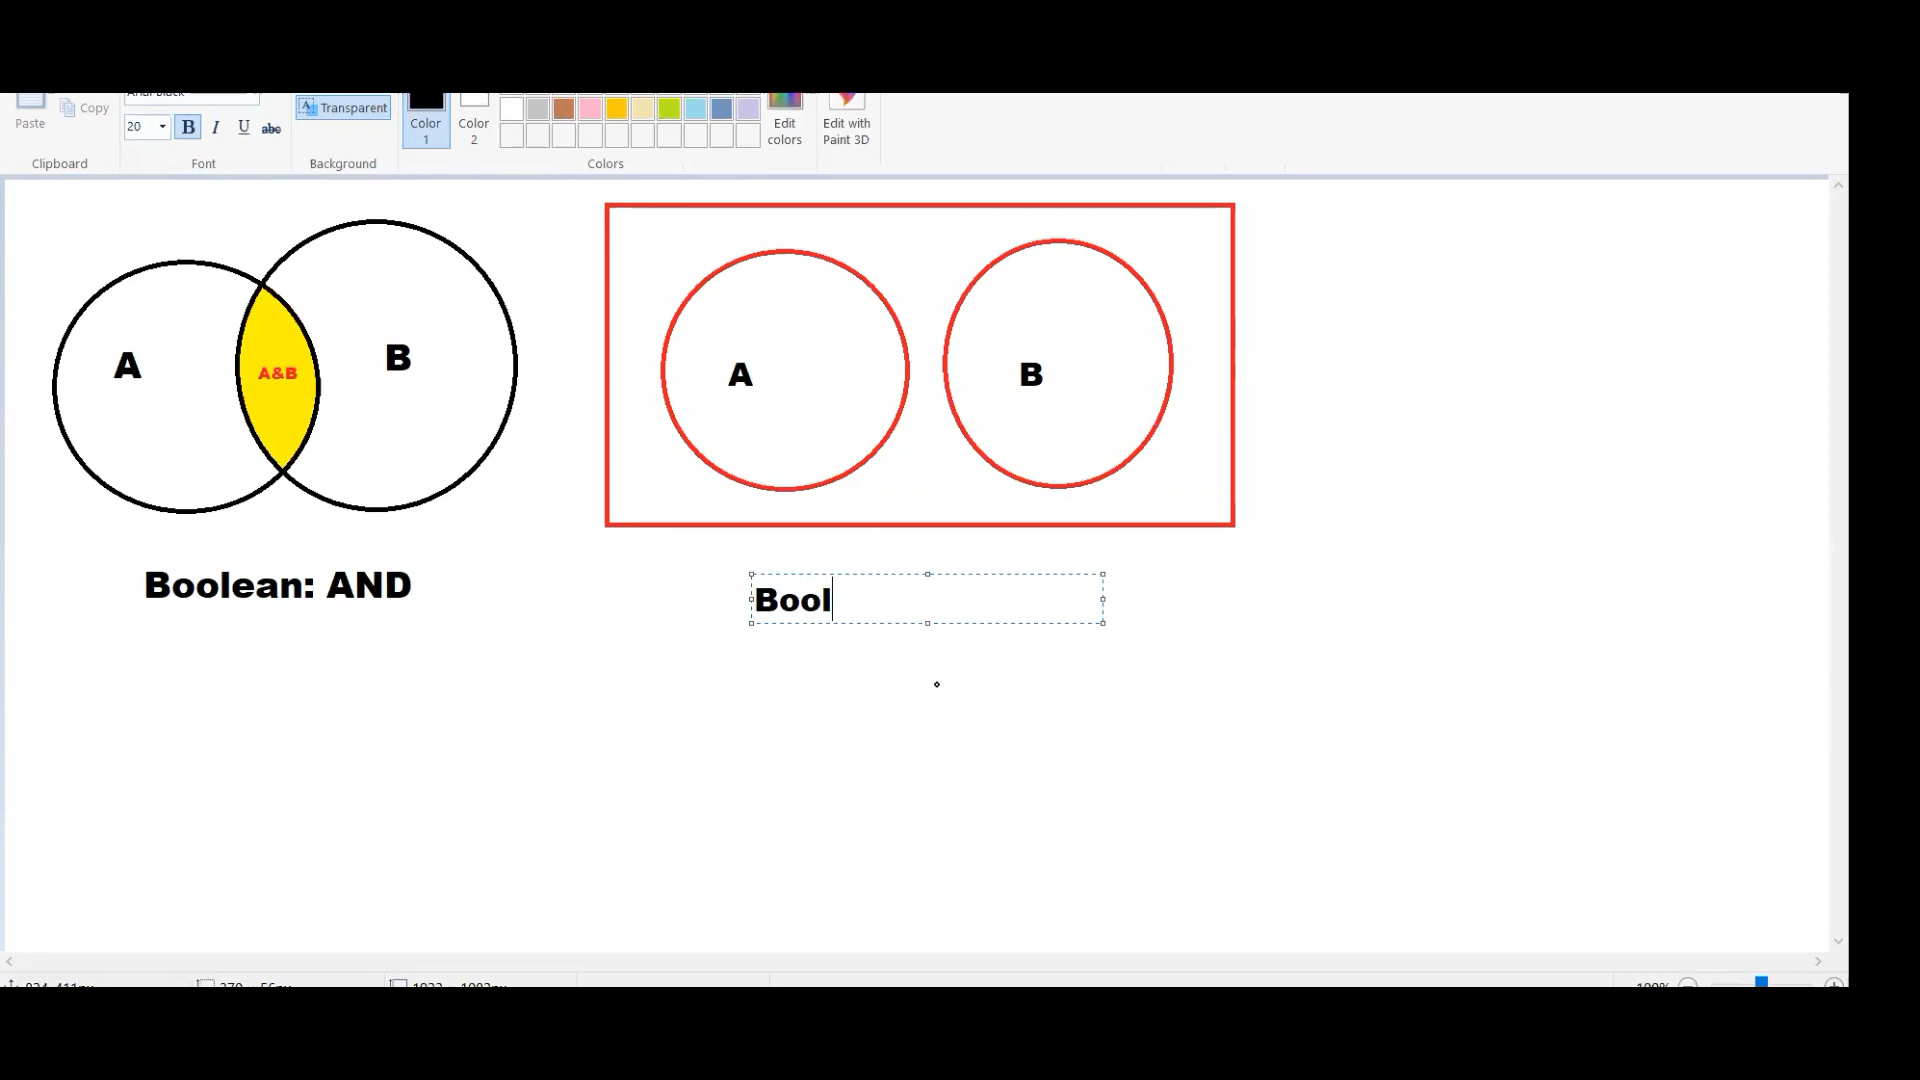 Paste
Copy
20
B
I
U
abc
Transparent
Color
1
Color
2
Edit
colors
Edit with
Paint 3D
Clipboard
Font
Background
Colors
A
A&B
B
A
B
Boolean: AND
Bool